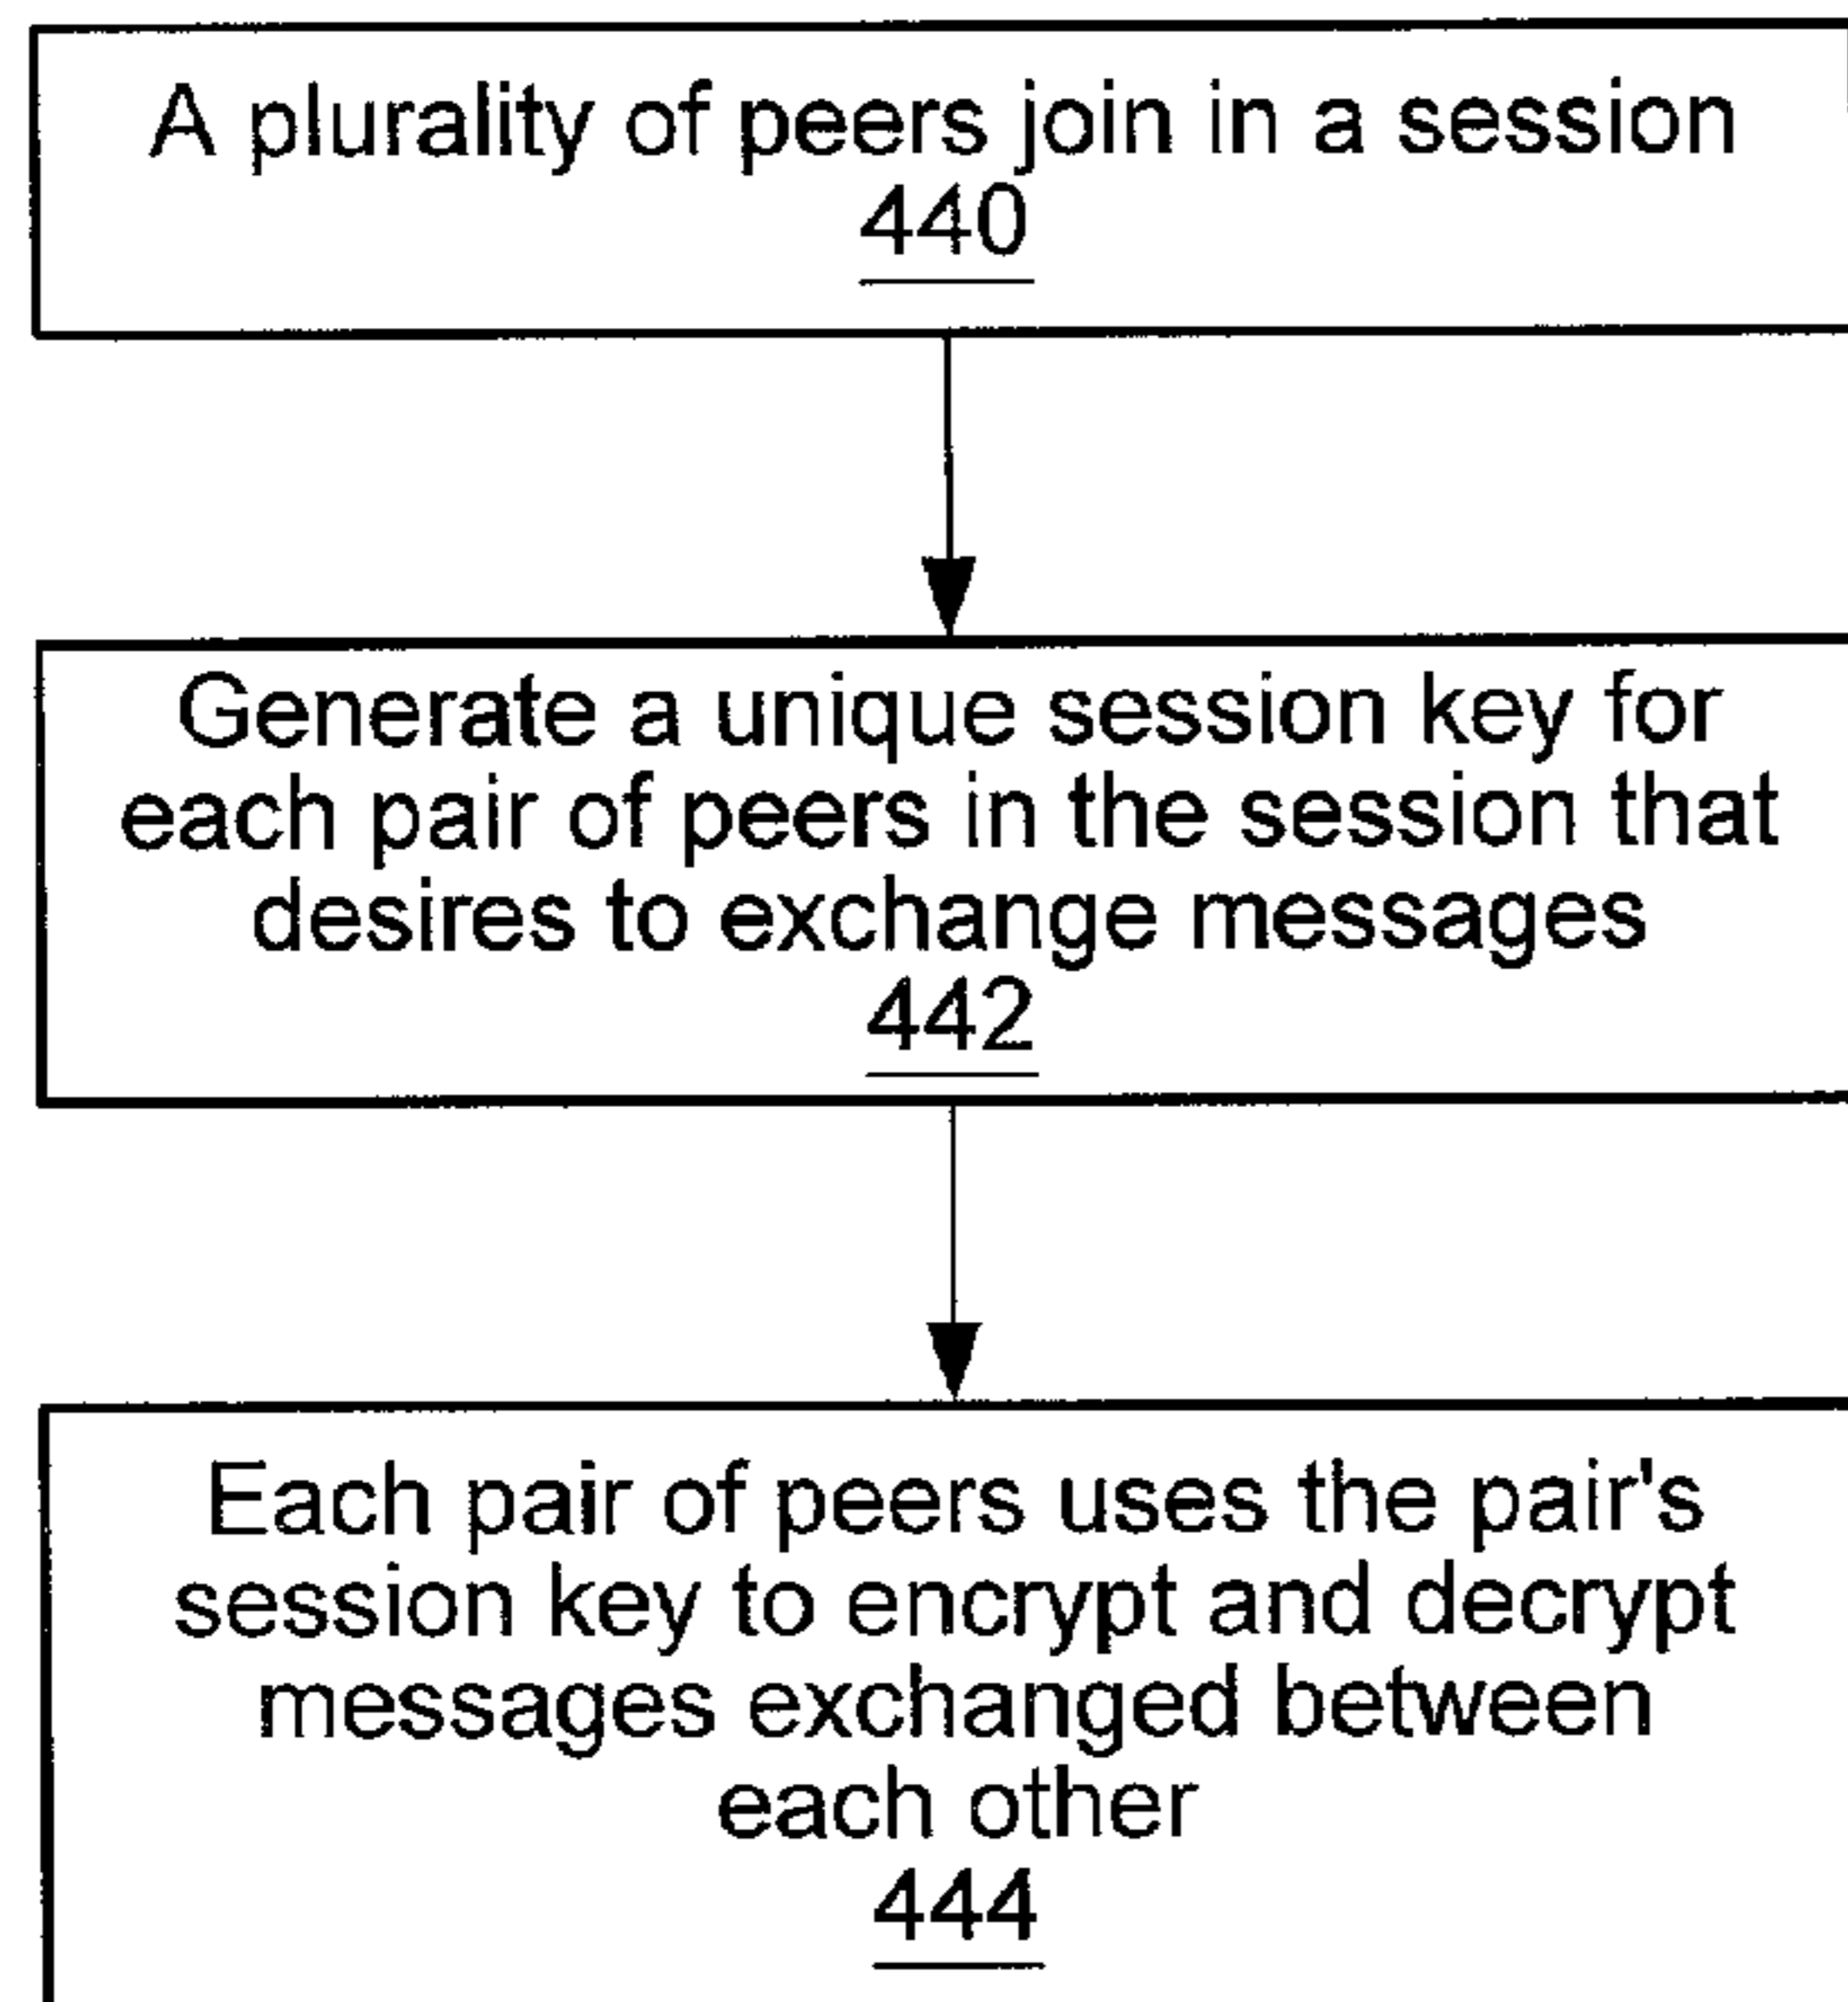 A plurality of peers join in a session
440
Generate a unique session key for
each pair of peers in the session that
desires to exchange messages
442
Each pair of peers uses the pair's
session key to encrypt and decrypt
messages exchanged between
each other
444